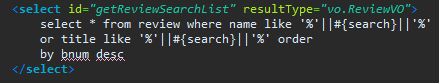 <select id="getReviewSearchList" resultType="vo.ReviewVO">
select * from review where name like '%'||#{search}||'%'
or title like '%'||#{search}||'%' order
by bnum desc
</select>